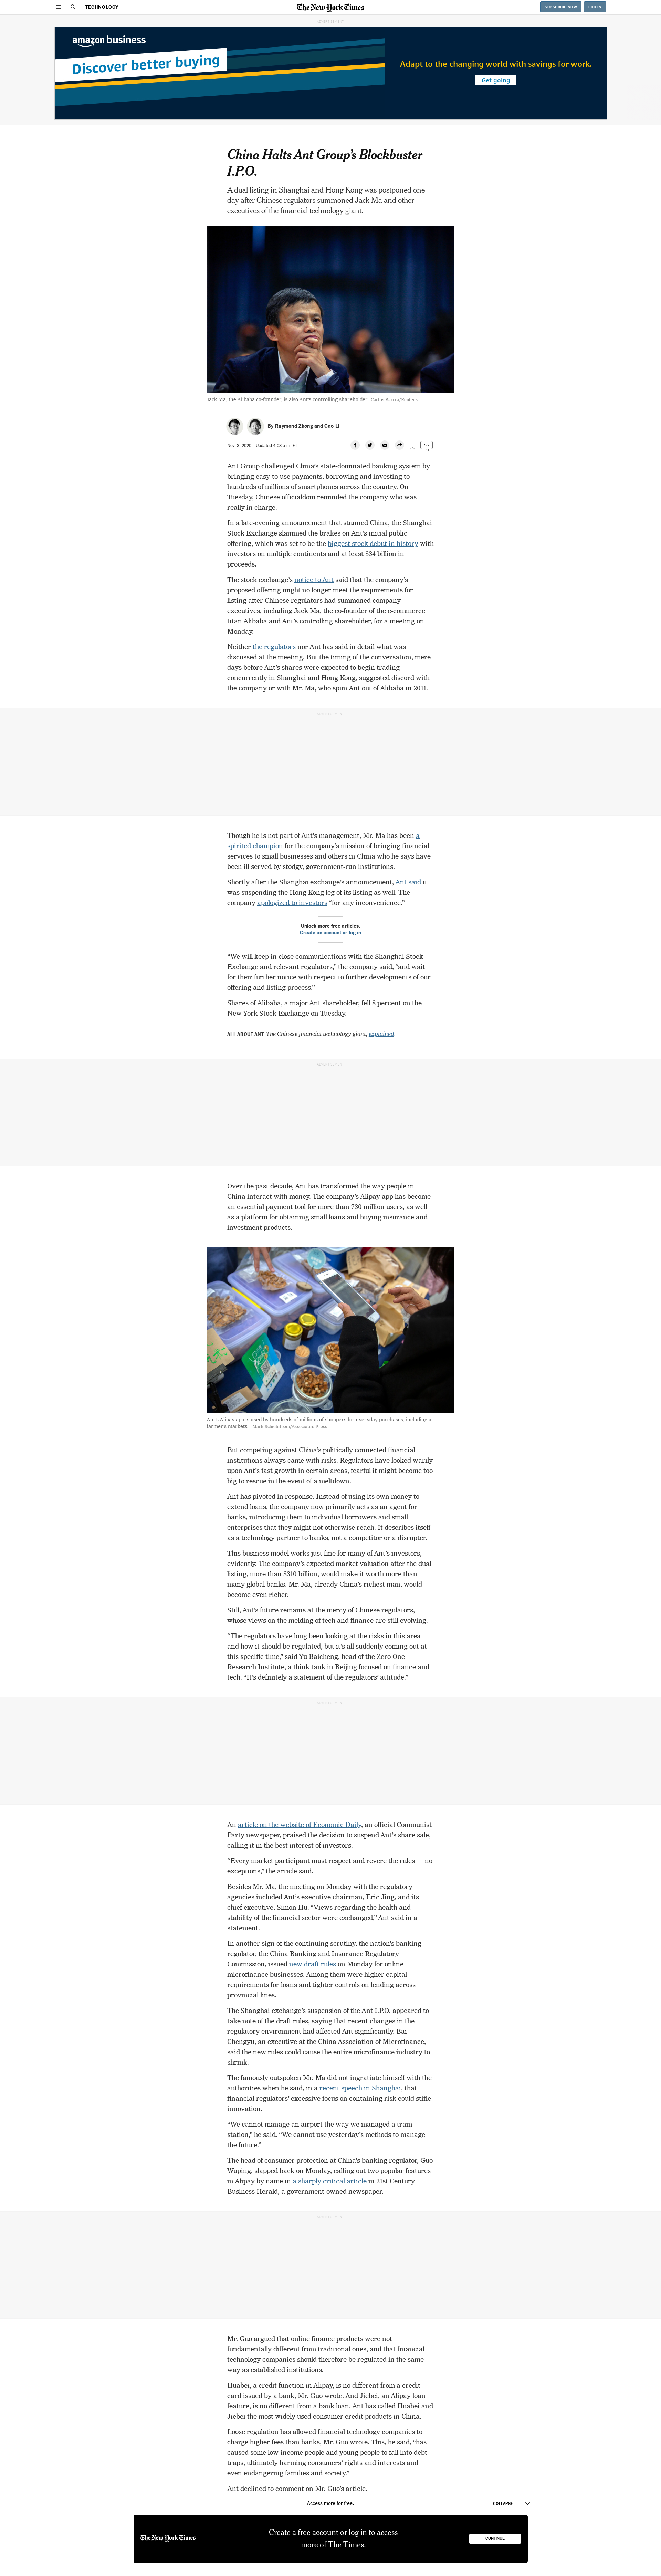 TECHNOLOGY
The New York Times
SUBSCRIBE NOW
LOG IN
ADVERTISEMENT
amazon business
Discover better buying
Adapt to the changing world with savings for work.
Get going
China Halts Ant Group's Blockbuster
I.P.O.
A dual listing in Shanghai and Hong Kong was postponed one
day after Chinese regulators summoned Jack Ma and other
executives of the financial technology giant.
Jack Ma, the Alibaba co-founder, is also Ant's controlling shareholder. Carlos Barria/Reuters
By Raymond Zhong and Cao Li
Nov. 3, 2020 Updated 4:03 p.m. ET
Ant Group challenged China's state-dominated banking system by
bringing easy-to-use payments, borrowing and investing to
hundreds of millions of smartphones across the country. On
Tuesday, Chinese officialdom reminded the company who was
really in charge.
In a late-evening announcement that stunned China, the Shanghai
Stock Exchange slammed the brakes on Ant's initial public
offering, which was set to be the biggest stock debut in history with
investors on multiple continents and at least $34 billion in
proceeds.
The stock exchange's notice to Ant said that the company's
proposed offering might no longer meet the requirements for
listing after Chinese regulators had summoned company
executives, including Jack Ma, the co-founder of the e-commerce
titan Alibaba and Ant's controlling shareholder, for a meeting on
Monday.
Neither the regulators nor Ant has said in detail what was
discussed at the meeting. But the timing of the conversation, mere
days before Ant's shares were expected to begin trading
concurrently in Shanghai and Hong Kong, suggested discord with
the company or with Mr. Ma, who spun Ant out of Alibaba in 2011.
ADVERTISEMENT
Though he is not part of Ant's management, Mr. Ma has been a
spirited champion for the company's mission of bringing financial
services to small businesses and others in China who he says have
been ill served by stodgy, government-run institutions.
Shortly after the Shanghai exchange's announcement, Ant said it
was suspending the Hong Kong leg of its listing as well. The
company apologized to investors "for any inconvenience."
Unlock more free articles.
Create an account or log in
"We will keep in close communications with the Shanghai Stock
Exchange and relevant regulators," the company said, "and wait
for their further notice with respect to further developments of our
offering and listing process."
Shares of Alibaba, a major Ant shareholder, fell 8 percent on the
New York Stock Exchange on Tuesday.
ALL ABOUT ANT The Chinese financial technology giant, explained.
ADVERTISEMENT
Over the past decade, Ant has transformed the way people in
China interact with money. The company's Alipay app has become
an essential payment tool for more than 730 million users, as well
as a platform for obtaining small loans and buying insurance and
investment products.
Ant's Alipay app is used by hundreds of millions of shoppers for everyday purchases, including at
farmer's markets. Mark Schiefelbein/Associated Press
But competing against China's politically connected financial
institutions always came with risks. Regulators have looked warily
upon Ant's fast growth in certain areas, fearful it might become too
big to rescue in the event of a meltdown.
Ant has pivoted in response. Instead of using its own money to
extend loans, the company now primarily acts as an agent for
banks, introducing them to individual borrowers and small
enterprises that they might not otherwise reach. It describes itself
as a technology partner to banks, not a competitor or a disrupter.
This business model works just fine for many of Ant's investors,
evidently. The company's expected market valuation after the dual
listing, more than $310 billion, would make it worth more than
many global banks. Mr. Ma, already China's richest man, would
become even richer.
Still, Ant's future remains at the mercy of Chinese regulators,
whose views on the melding of tech and finance are still evolving.
"The regulators have long been looking at the risks in this area
and how it should be regulated, but it's all suddenly coming out at
this specific time," said Yu Baicheng, head of the Zero One
Research Institute, a think tank in Beijing focused on finance and
tech. "It's definitely a statement of the regulators' attitude."
ADVERTISEMENT
An article on the website of Economic Daily, an official Communist
Party newspaper, praised the decision to suspend Ant's share sale,
calling it in the best interest of investors.
"Every market participant must respect and revere the rules — no
exceptions," the article said.
Besides Mr. Ma, the meeting on Monday with the regulatory
agencies included Ant's executive chairman, Eric Jing, and its
chief executive, Simon Hu. "Views regarding the health and
stability of the financial sector were exchanged," Ant said in a
statement.
In another sign of the continuing scrutiny, the nation's banking
regulator, the China Banking and Insurance Regulatory
Commission, issued new draft rules on Monday for online
microfinance businesses. Among them were higher capital
requirements for loans and tighter controls on lending across
provincial lines.
The Shanghai exchange's suspension of the Ant I.P.O. appeared to
take note of the draft rules, saying that recent changes in the
regulatory environment had affected Ant significantly. Bai
Chengyu, an executive at the China Association of Microfinance,
said the new rules could cause the entire microfinance industry to
shrink.
The famously outspoken Mr. Ma did not ingratiate himself with the
authorities when he said, in a recent speech in Shanghai, that
financial regulators' excessive focus on containing risk could stifle
innovation.
"We cannot manage an airport the way we managed a train
station," he said. "We cannot use yesterday's methods to manage
the future."
The head of consumer protection at China's banking regulator, Guo
Wuping, slapped back on Monday, calling out two popular features
in Alipay by name in a sharply critical article in 21st Century
Business Herald, a government-owned newspaper.
ADVERTISEMENT
Mr. Guo argued that online finance products were not
fundamentally different from traditional ones, and that financial
technology companies should therefore be regulated in the same
way as established institutions.
Huabei, a credit function in Alipay, is no different from a credit
card issued by a bank, Mr. Guo wrote. And Jiebei, an Alipay loan
feature, is no different from a bank loan. Ant has called Huabei and
Jiebei the most widely used consumer credit products in China.
Loose regulation has allowed financial technology companies to
charge higher fees than banks, Mr. Guo wrote. This, he said, "has
caused some low-income people and young people to fall into debt
traps, ultimately harming consumers' rights and interests and
even endangering families and society."
Ant declined to comment on Mr. Guo's article.
Access more for free.
COLLAPSE
The New York Times
Create a free account or log in to access
more of The Times.
CONTINUE